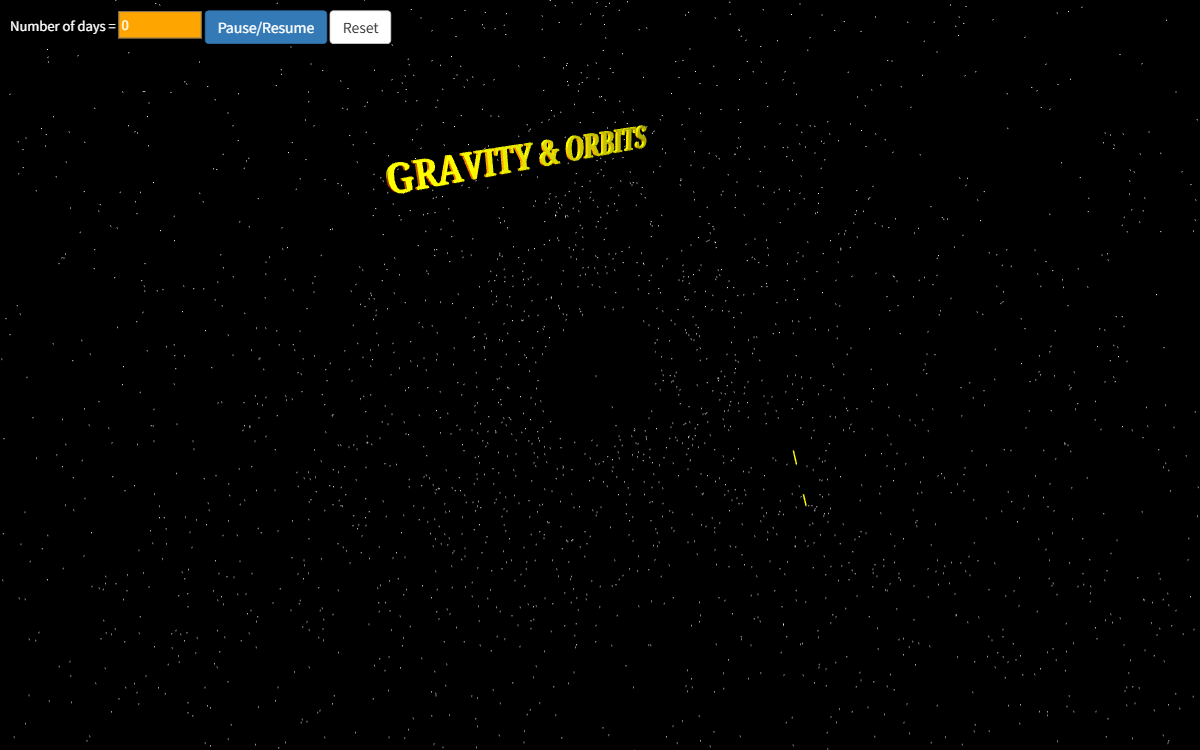 Number of days = 0 Pause/Resume Reset
GRAVITY & ORBITS